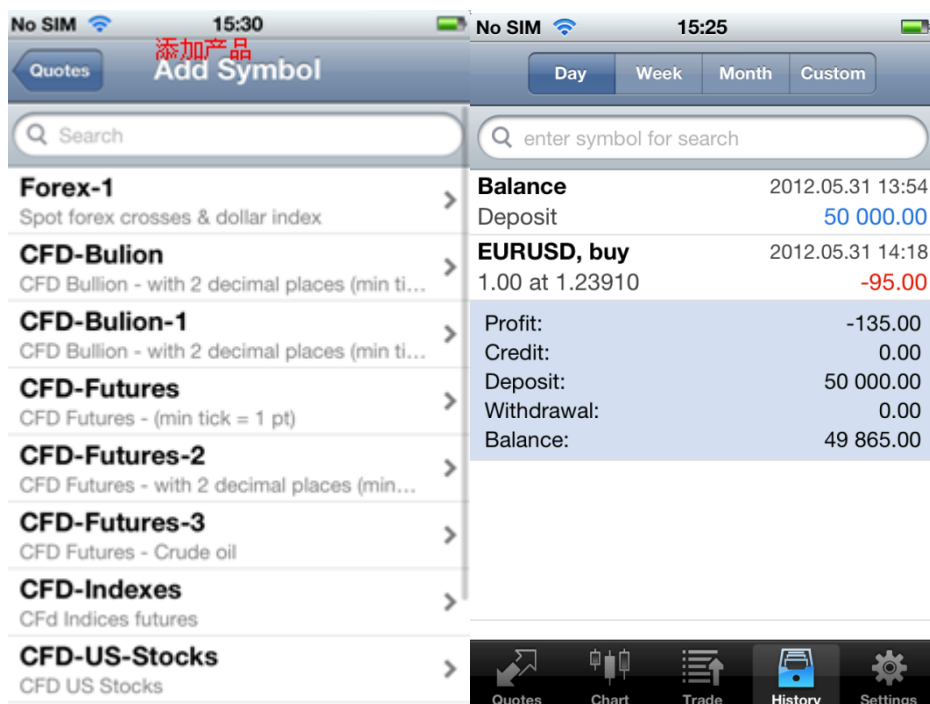 No SIM 15:30
添加产品
Quotes Add Symbol
Search
Forex-1
Spot forex crosses & dollar index
CFD-Bulion
CFD Bullion - with 2 decimal places (min ti...
CFD-Bulion-1
CFD Bullion - with 2 decimal places (min ti...
CFD-Futures
CFD Futures - (min tick = 1 pt)
CFD-Futures-2
CFD Futures - with 2 decimal places (min...
CFD-Futures-3
CFD Futures - Crude oil
CFD-Indexes
CFd Indices futures
CFD-US-Stocks
CFD US Stocks
No SIM 15:25
Day Week Month Custom
enter symbol for search
Balance 2012.05.31 13:54
Deposit 50 000.00
EURUSD, buy 2012.05.31 14:18
1.00 at 1.23910 -95.00
Profit: -135.00
Credit: 0.00
Deposit: 50 000.00
Withdrawal: 0.00
Balance: 49 865.00
Quotes Chart Trade History Settings